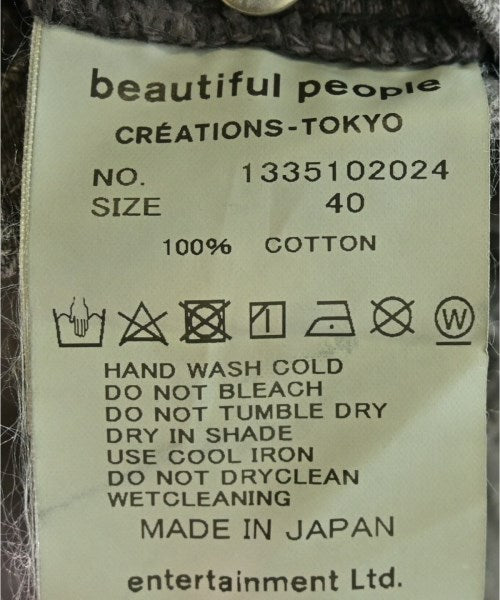 beautiful people
CRÉATIONS-TOKYO
NO. 1335102024
SIZE 40
100% COTTON
W
HAND WASH COLD
DO NOT BLEACH
DO NOT TUMBLE DRY
DRY IN SHADE
USE COOL IRON
DO NOT DRYCLEAN
WETCLEANING
MADE IN JAPAN
entertainment Ltd.